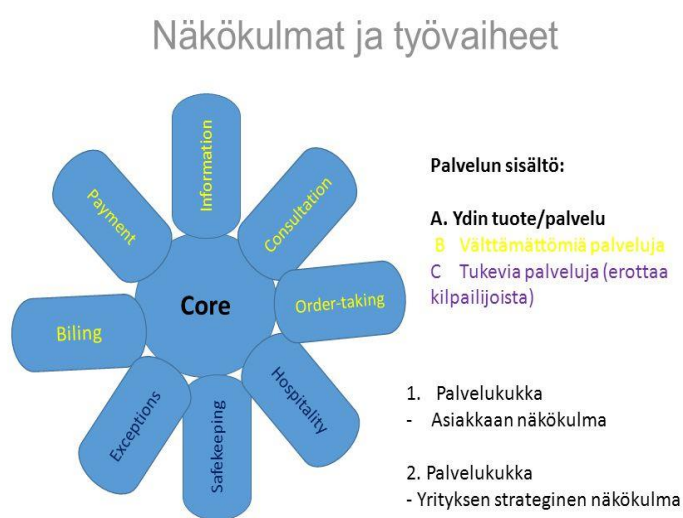 Näkökulmat ja työvaiheet
Information
Consultation
Order-taking
Hospitality
Safekeeping
Exceptions
Biling
Payment
Core
Palvelun sisältö:
A. Ydin tuote/palvelu
B Välttämättömiä palveluja
C Tukevia palveluja (erottaa
kilpailijoista)
1. Palvelukukka
- Asiakkaan näkökulma
2. Palvelukukka
- Yrityksen strateginen näkökulma